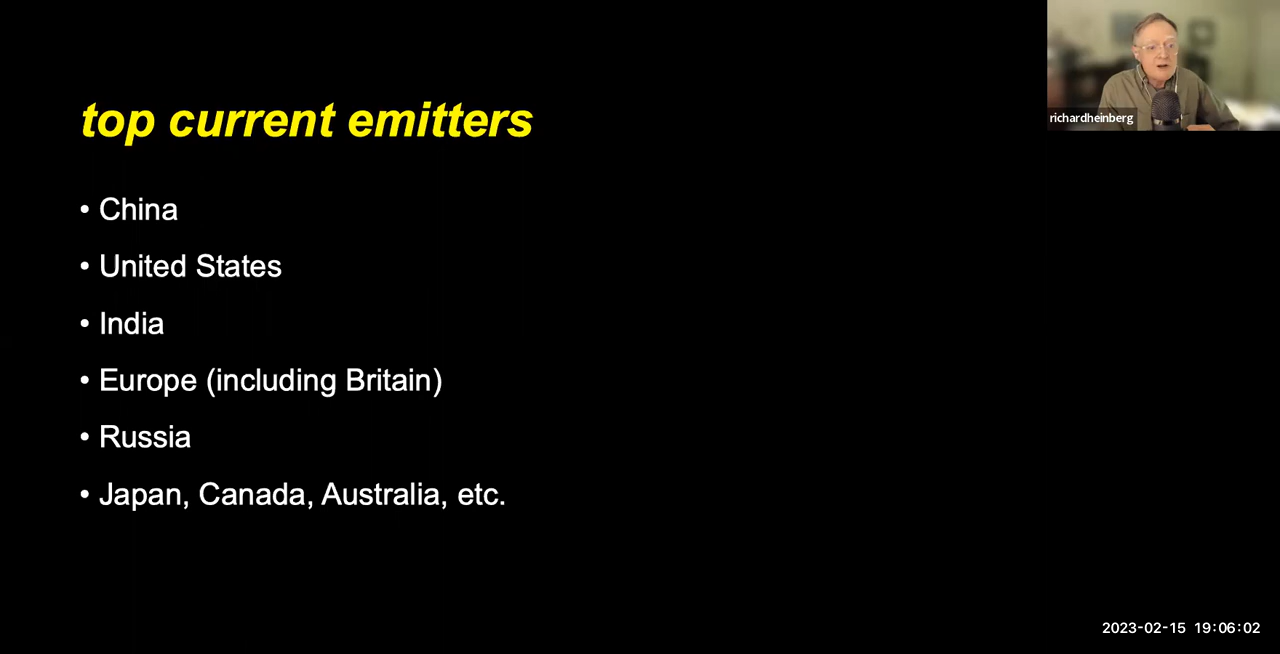 top current emitters
• China
• United States
• India
• Europe (including Britain)
• Russia
• Japan, Canada, Australia, etc.
richardheinberg
2023-02-15 19:06:02